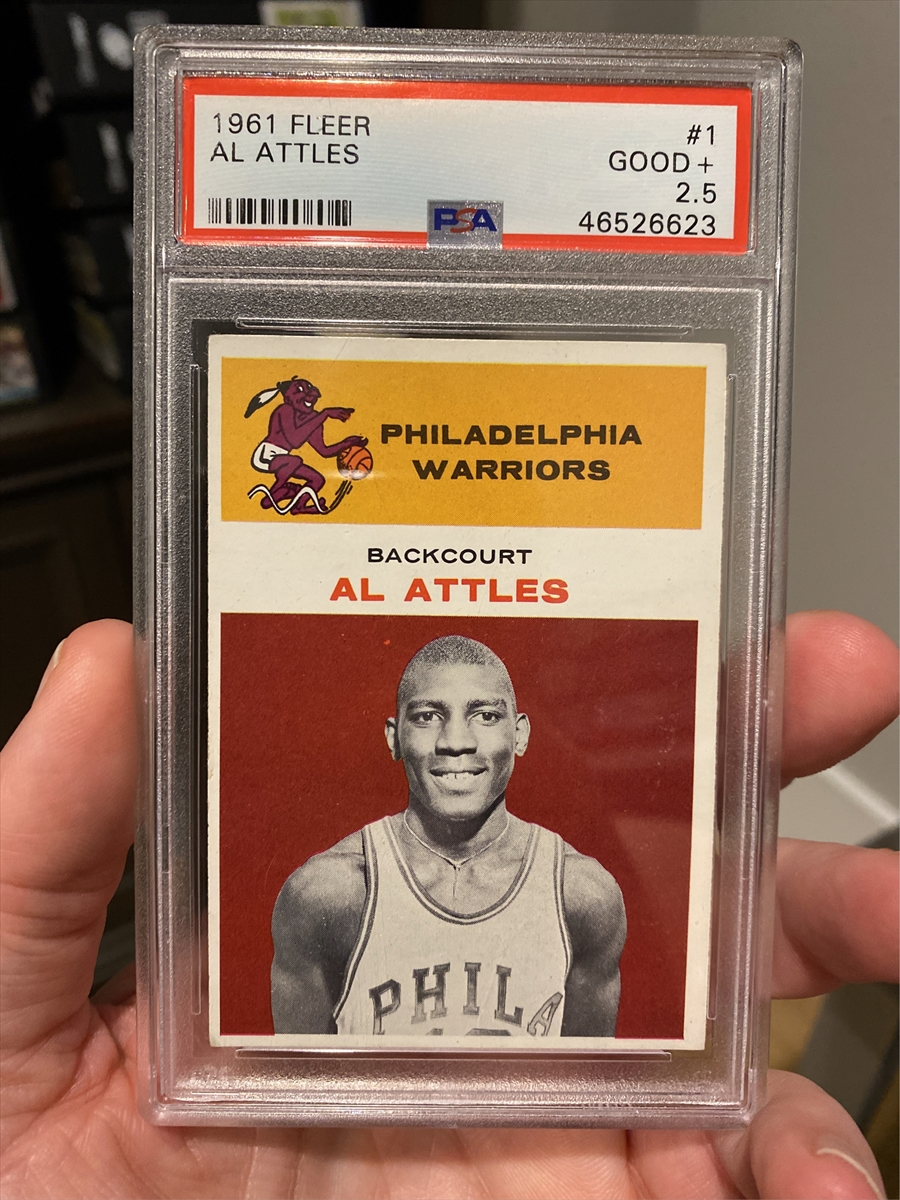 1961 FLEER
AL ATTLES
#1
GOOD +
2.5
46526623
PSA
PHILADELPHIA
WARRIORS
BACKCOURT
AL ATTLES
PHILA